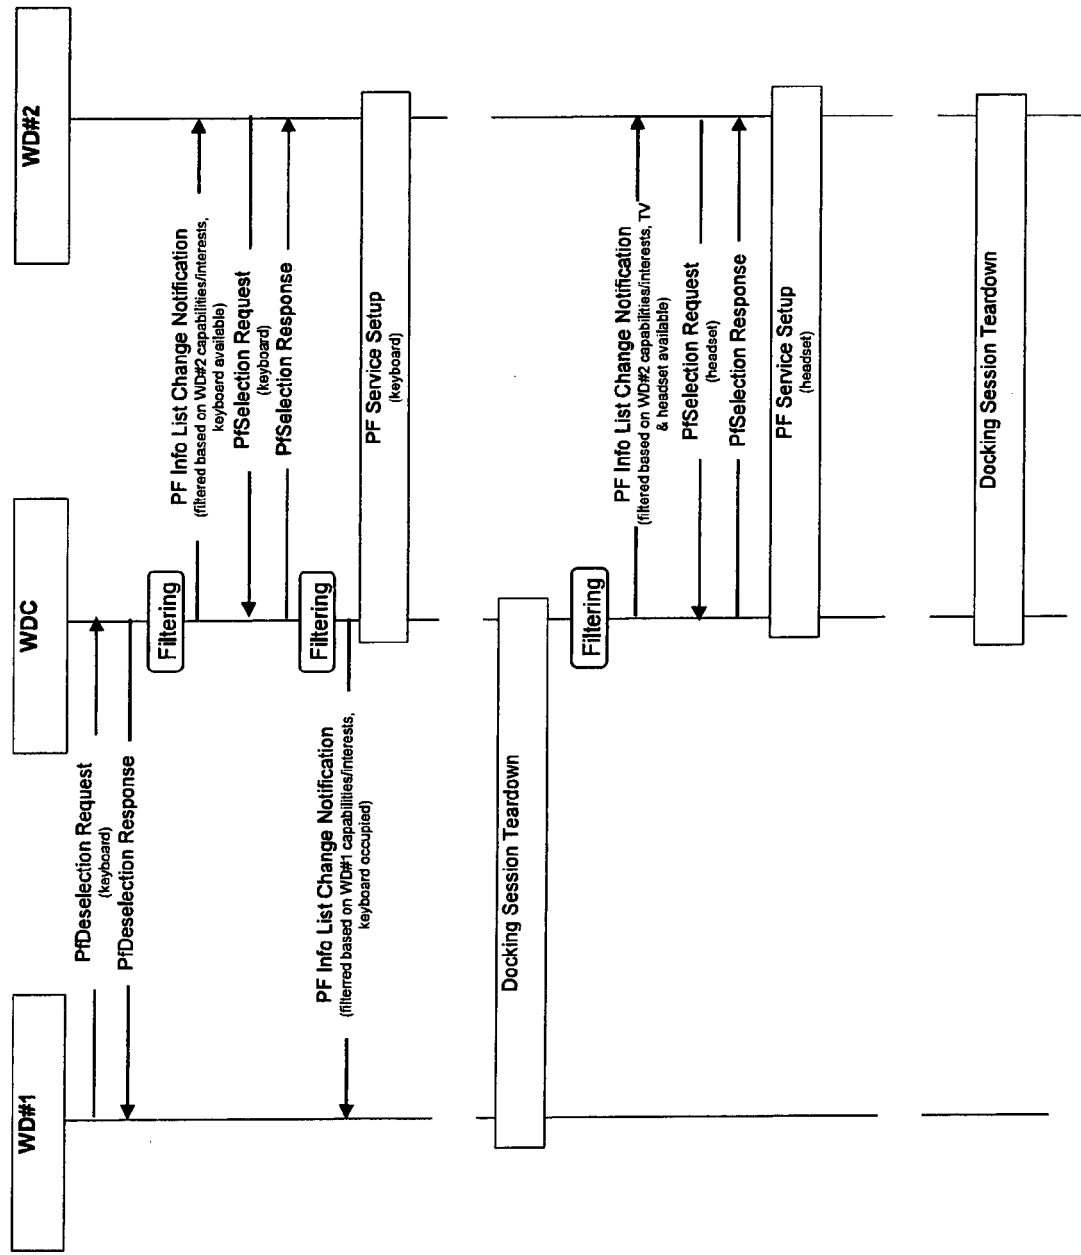 WD#1
WDC
WD#2
PfDeselection Request
(keyboard)
PfDeselection Response
Filtering
PF Info List Change Notification
(filtered based on WD#2 capabilities/interests,
keyboard available)
PfSelection Request
(keyboard)
PfSelection Response
Filtering
PF Info List Change Notification
(filterred based on WD#1 capabilities/interests,
keyboard occupied)
PF Service Setup
(keyboard)
Docking Session Teardown
Filtering
PF Info List Change Notification
(filtered based on WD#2 capabilities/interests, TV
& headset available)
PfSelection Request
(headset)
PfSelection Response
PF Service Setup
(headset)
Docking Session Teardown